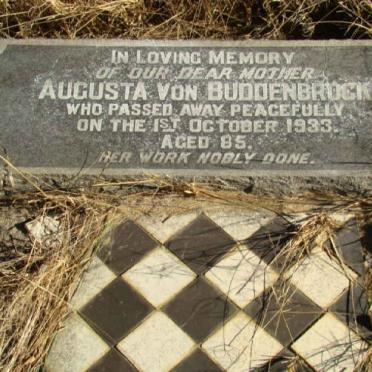 IN LOVING MEMORY
OF OUR DEAR MOTHER
AUGUSTA VON BUDDENBROCK
WHO PASSED AWAY PEACEFULLY
ON THE 1ST OCTOBER 1933.
AGED 85.
HER WORK NOBLY DONE.